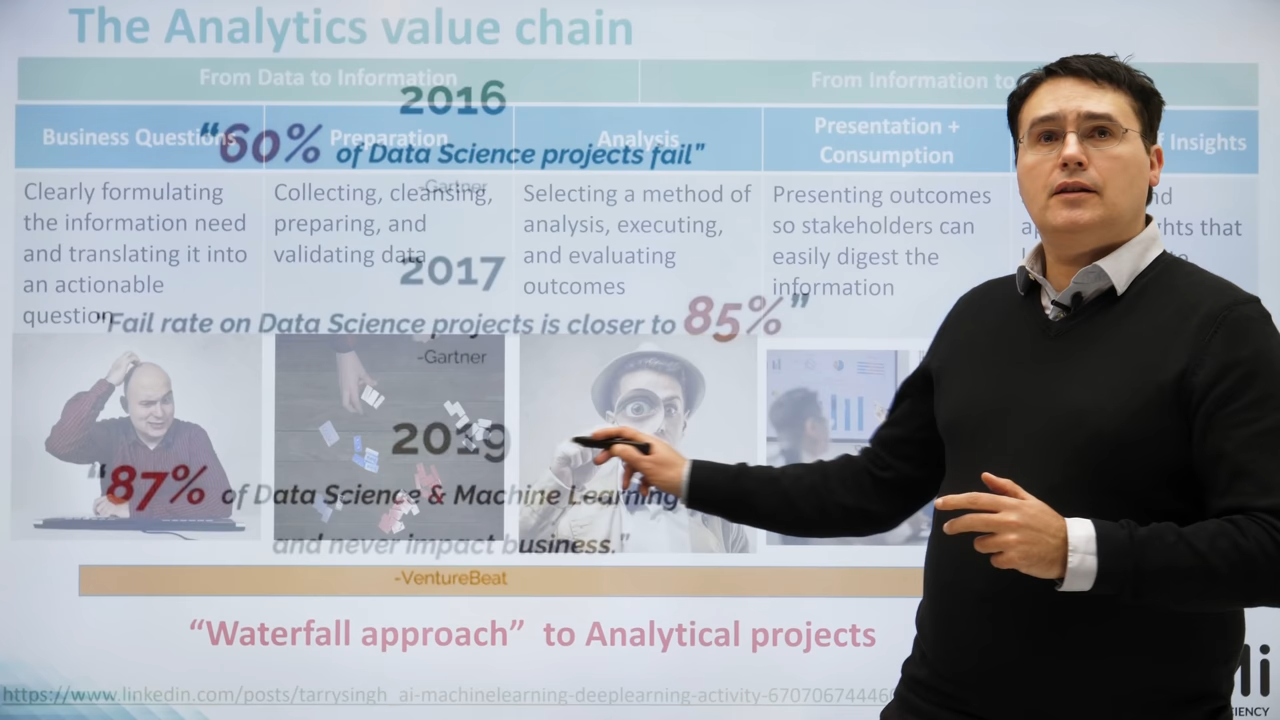 The Analytics value chain
From Data to Information
From Information to
2016
Business Questions
Preparation
Analysis
Presentation +
Consumption
f Insights
“60% of Data Science projects fail”
-Gartner
Clearly formulating
the information need
and translating it into
an actionable
question
Collecting, cleansing,
preparing, and
validating data
Selecting a method of
analysis, executing,
and evaluating
outcomes
Presenting outcomes
so stakeholders can
easily digest the
information
nd
ghts that
2017
"Fail rate on Data Science projects is closer to 85%”
-Gartner
2019
“87% of Data Science & Machine Learning
and never impact business."
-VentureBeat
“Waterfall approach” to Analytical projects
https://www.linkedin.com/posts/tarrysingh_ai-machinelearning-deeplearning-activity-670706744460
Mi
IENCY